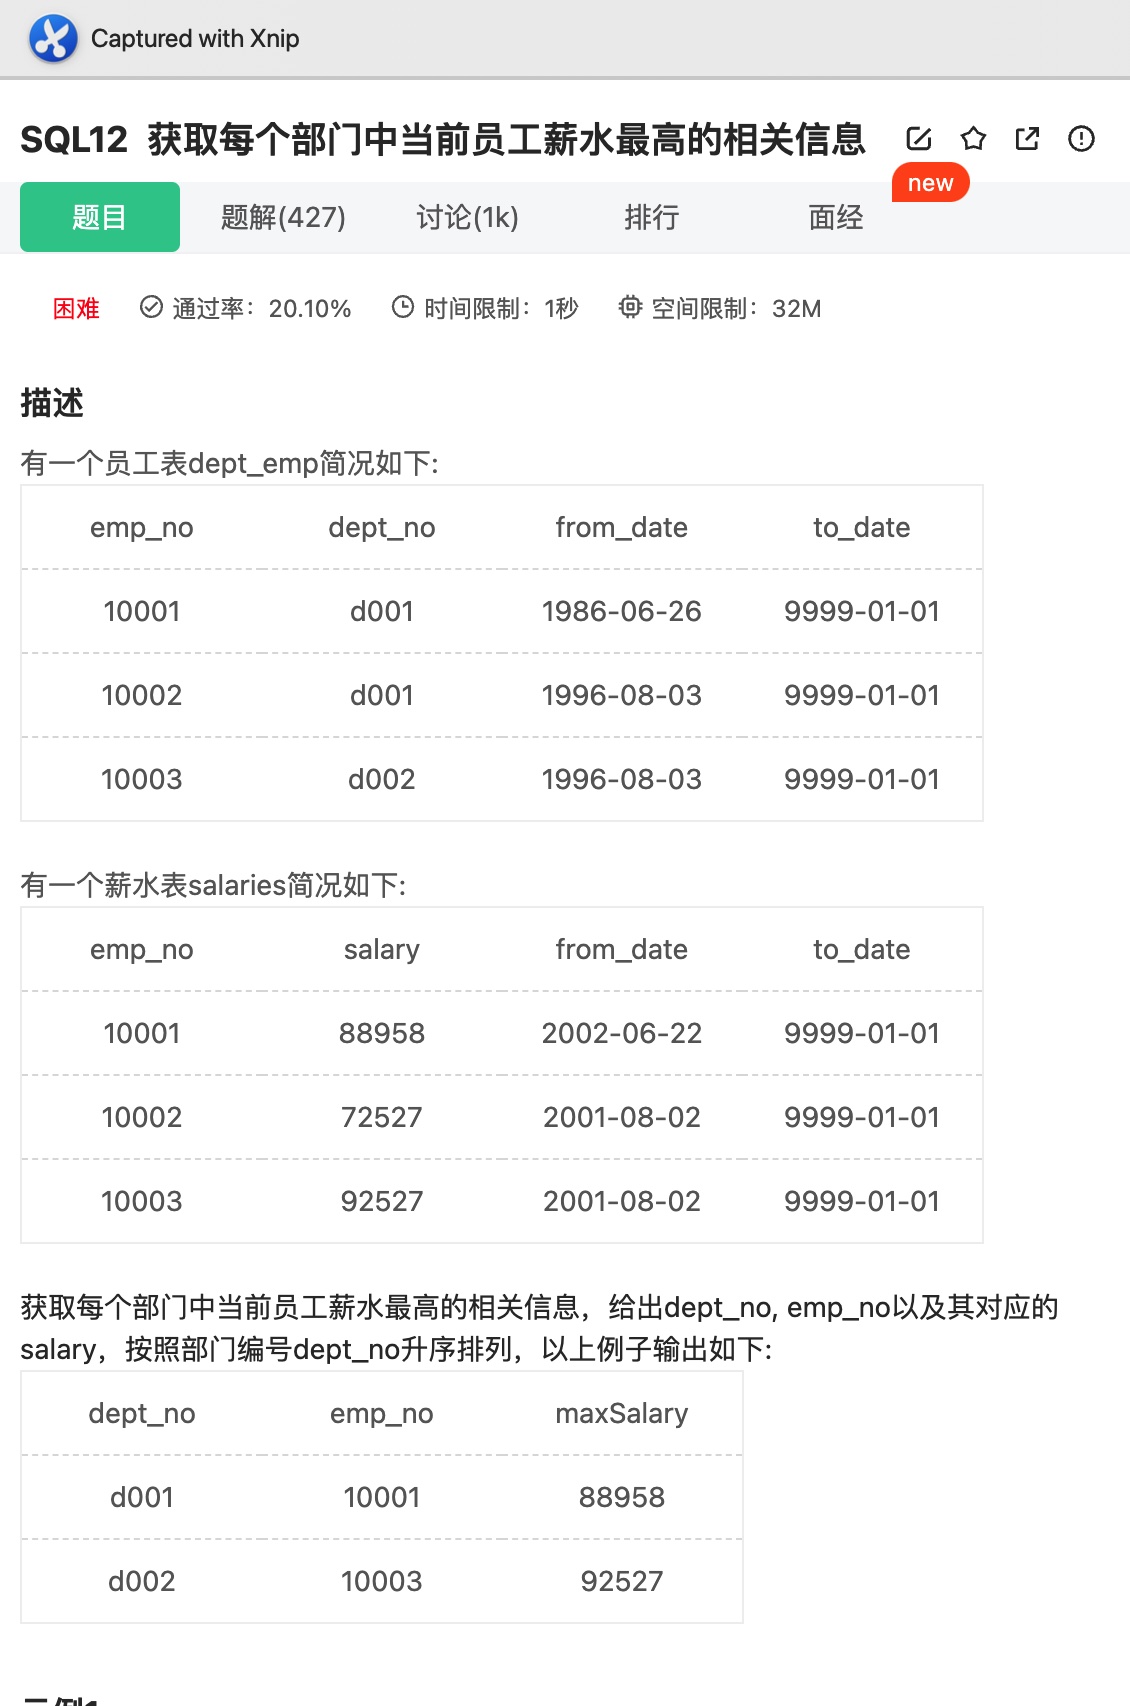 Captured with Xnip
SQL12 获取每个部门中当前员工薪水最高的相关信息
new
题目 题解(427) 讨论(1k) 排行 面经
困难 通过率：20.10% 时间限制：1秒 空间限制：32M
描述
有一个员工表dept_emp简况如下:
emp_no dept_no from_date to_date
10001 d001 1986-06-26 9999-01-01
10002 d001 1996-08-03 9999-01-01
10003 d002 1996-08-03 9999-01-01
有一个薪水表salaries简况如下:
emp_no salary from_date to_date
10001 88958 2002-06-22 9999-01-01
10002 72527 2001-08-02 9999-01-01
10003 92527 2001-08-02 9999-01-01
获取每个部门中当前员工薪水最高的相关信息，给出dept_no, emp_no以及其对应的
salary，按照部门编号dept_no升序排列，以上例子输出如下:
dept_no emp_no maxSalary
d001 10001 88958
d002 10003 92527